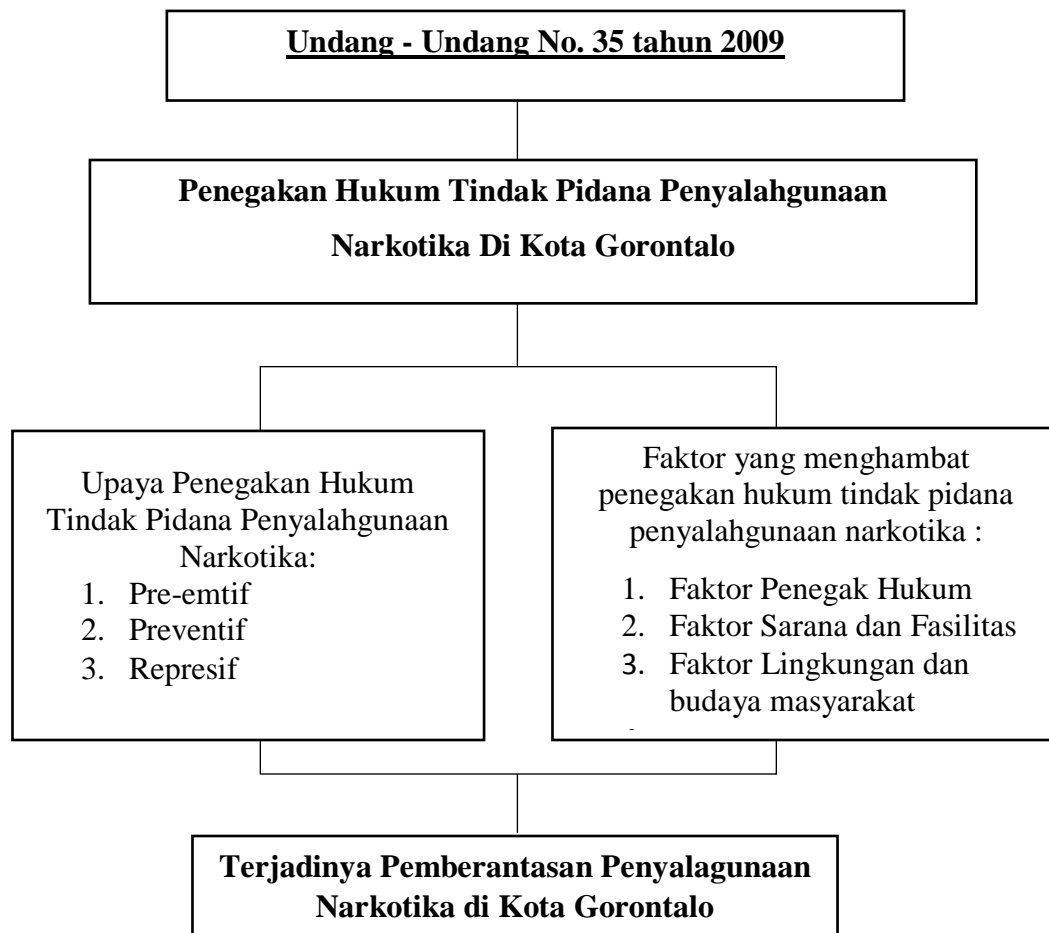 Undang - Undang No. 35 tahun 2009
Penegakan Hukum Tindak Pidana Penyalahgunaan
Narkotika Di Kota Gorontalo
Upaya Penegakan Hukum
Tindak Pidana Penyalahgunaan
Narkotika:
1. Pre-emtif
2. Preventif
3. Represif
Faktor yang menghambat
penegakan hukum tindak pidana
penyalahgunaan narkotika :
1. Faktor Penegak Hukum
2. Faktor Sarana dan Fasilitas
3. Faktor Lingkungan dan
budaya masyarakat
Terjadinya Pemberantasan Penyalagunaan
Narkotika di Kota Gorontalo